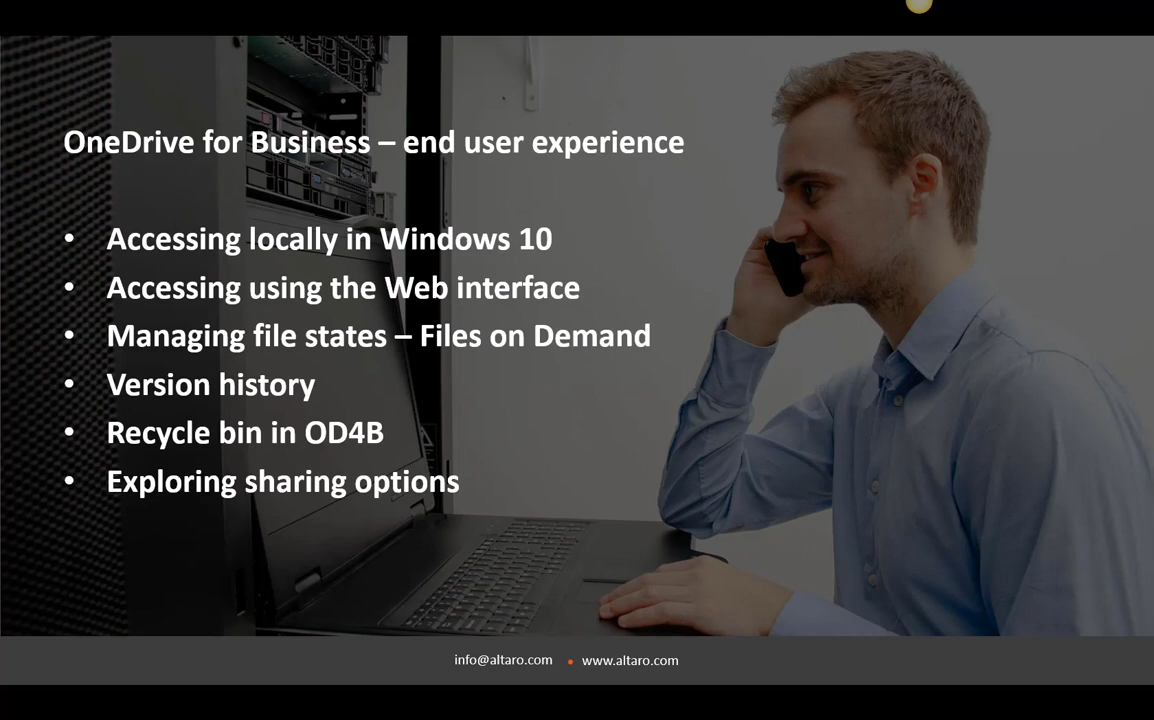 OneDrive for Business – end user experience
• Accessing locally in Windows 10
• Accessing using the Web interface
• Managing file states – Files on Demand
• Version history
• Recycle bin in OD4B
• Exploring sharing options
info@altaro.com • www.altaro.com